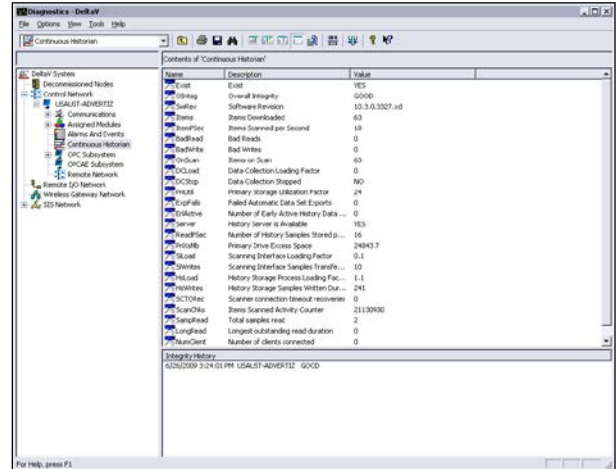 Diagnostics - DeltaV
File Options View Tools Help
Continuous Historian
Contents of 'Continuous Historian'
DeltaV System
Decommissioned Nodes
Control Network
USAUST-ADVERTIZ
Communications
Assigned Modules
Alarms And Events
Continuous Historian
OPC Subsystem
OPCAE Subsystem
Remote Network
Remote I/O Network
Wireless Gateway Network
SIS Network
Name Description Value
Exist Exist YES
OInteg Overall Integrity GOOD
SwRev Software Revision 10.3.0.3327.xd
Items Items Downloaded 63
ItemPSec Items Scanned per Second 18
BadRead Bad Reads 0
BadWrite Bad Writes 0
OnScan Items on Scan 63
DCLoad Data Collection Loading Factor 0
DCStop Data Collection Stopped NO
PriUtil Primary Storage Utilization Factor 24
ExpFails Failed Automatic Data Set Exports 0
ErlActive Number of Early Active History Data ... 0
Server History Server is Available YES
ReadPSec Number of History Samples Stored p... 16
PriXsMb Primary Drive Excess Space 24843.7
SiLoad Scanning Interface Loading Factor 0.1
SiWrites Scanning Interface Samples Transfe... 10
HsLoad History Storage Process Loading Fac... 1.1
HsWrites History Storage Samples Written Dur... 241
SCTORec Scanner connection timeout recoveries 0
ScanChks Items Scanned Activity Counter 21130930
SampRead Total samples read 2
LongRead Longest outstanding read duration 0
NumClient Number of clients connected 0
Integrity History
6/26/2009 3:24:01 PM USAUST-ADVERTIZ GOOD
For Help, press F1